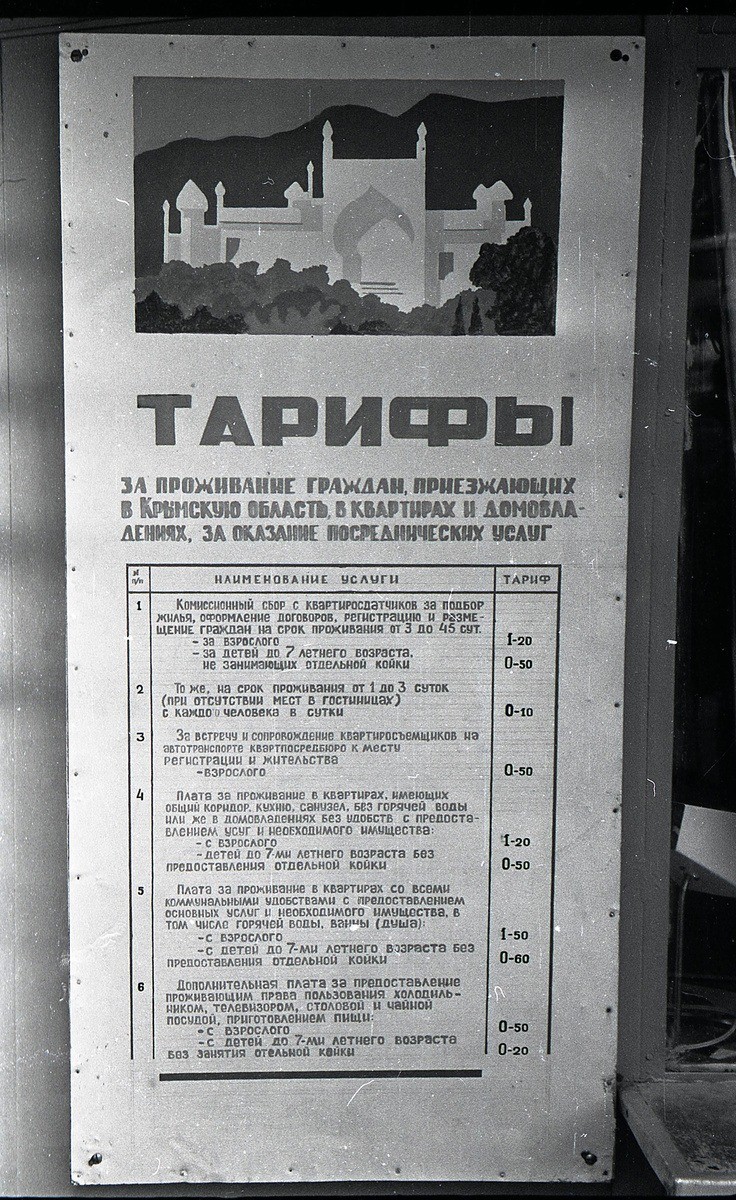 ТАРИФЫ
ЗА ПРОЖИВАНИЕ ГРАЖДАН, ПРИЕЗЖАЮЩИХ
В КРЫМСКУЮ ОБЛАСТЬ, В КВАРТИРАХ И ДОМОВЛА-
ДЕНИЯХ, ЗА ОКАЗАНИЕ ПОСРЕДНИЧЕСКИХ УСЛУГ
№ п/п НАИМЕНОВАНИЕ УСЛУГИ ТАРИФ
1 Комиссионный сбор с квартиросдатчиков за подбор
жилья, оформление договоров, регистрацию и разме-
щение граждан на срок проживания от 3 до 45 сут.
- за взрослого 1-20
- за детей до 7 летнего возраста,
не занимающих отдельной койки 0-50
2 То же, на срок проживания от 1 до 3 суток
(при отсутствии мест в гостиницах)
с каждого человека в сутки 0-10
3 За встречу и сопровождение квартиросъемщиков на
автотранспорте квартпосредбюро к месту
регистрации и жительства
- взрослого 0-50
4 Плата за проживание в квартирах, имеющих
общий коридор, кухню, санузел, без горячей воды
или же в домовладениях без удобств с предоста-
влением усуг и необходимого имущества:
- с взрослого 1-20
- детей до 7-ми летнего возраста без
предоставления отдельной койки 0-50
5 Плата за проживание в квартирах со всеми
коммунальными удобствами с предоставлением
основных услуг и необходимого имущества, в
том числе горячей воды, ванны (душа):
- с взрослого 1-50
- с детей до 7-ми летнего возраста без
предоставления отдельной койки 0-60
6 Дополнительная плата за предоставление
проживающим права пользования холодиль-
ником, телевизором, столовой и чайной
посудой, приготовлением пищи:
- с взрослого 0-50
- с детей до 7-ми летнего возраста
без занятия отельной койки 0-20